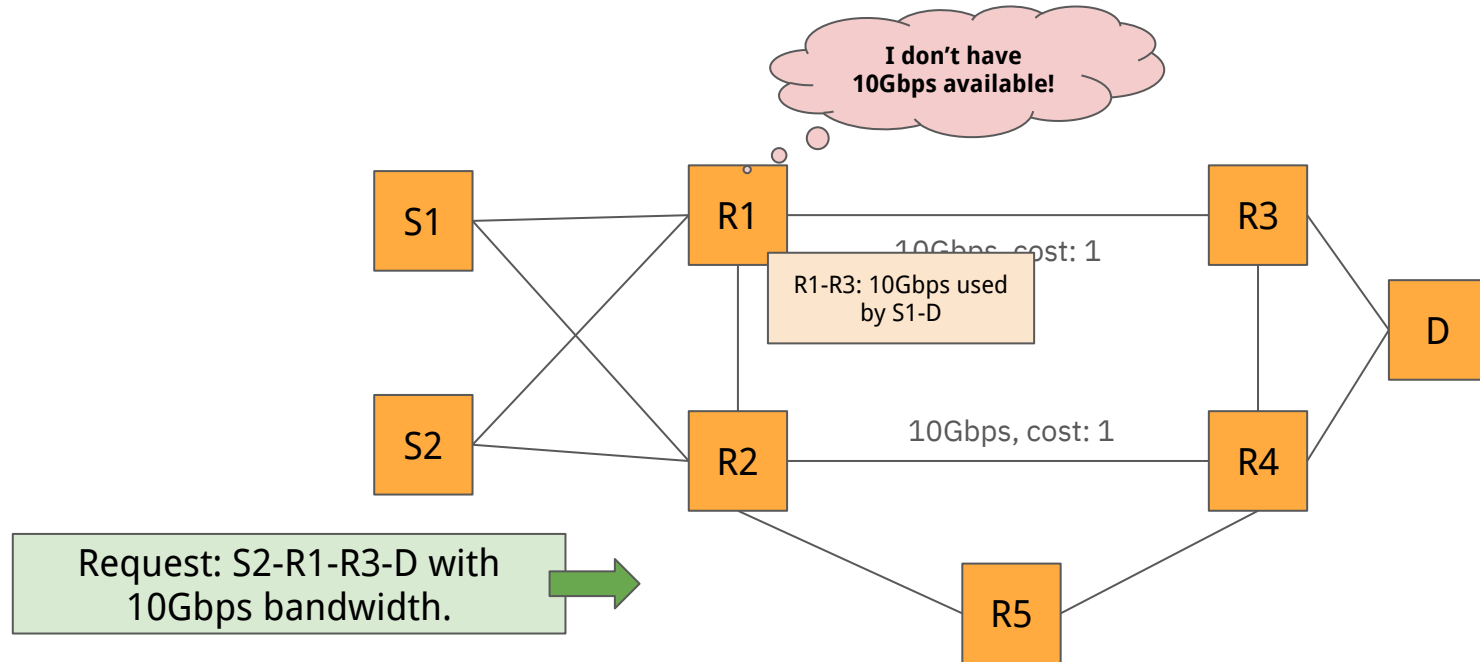 I don’t have
10Gbps available!
S1
R1
R3
10Gbps, cost: 1
R1-R3: 10Gbps used
by S1-D
D
10Gbps, cost: 1
S2
R2
R4
Request: S2-R1-R3-D with
10Gbps bandwidth.
R5